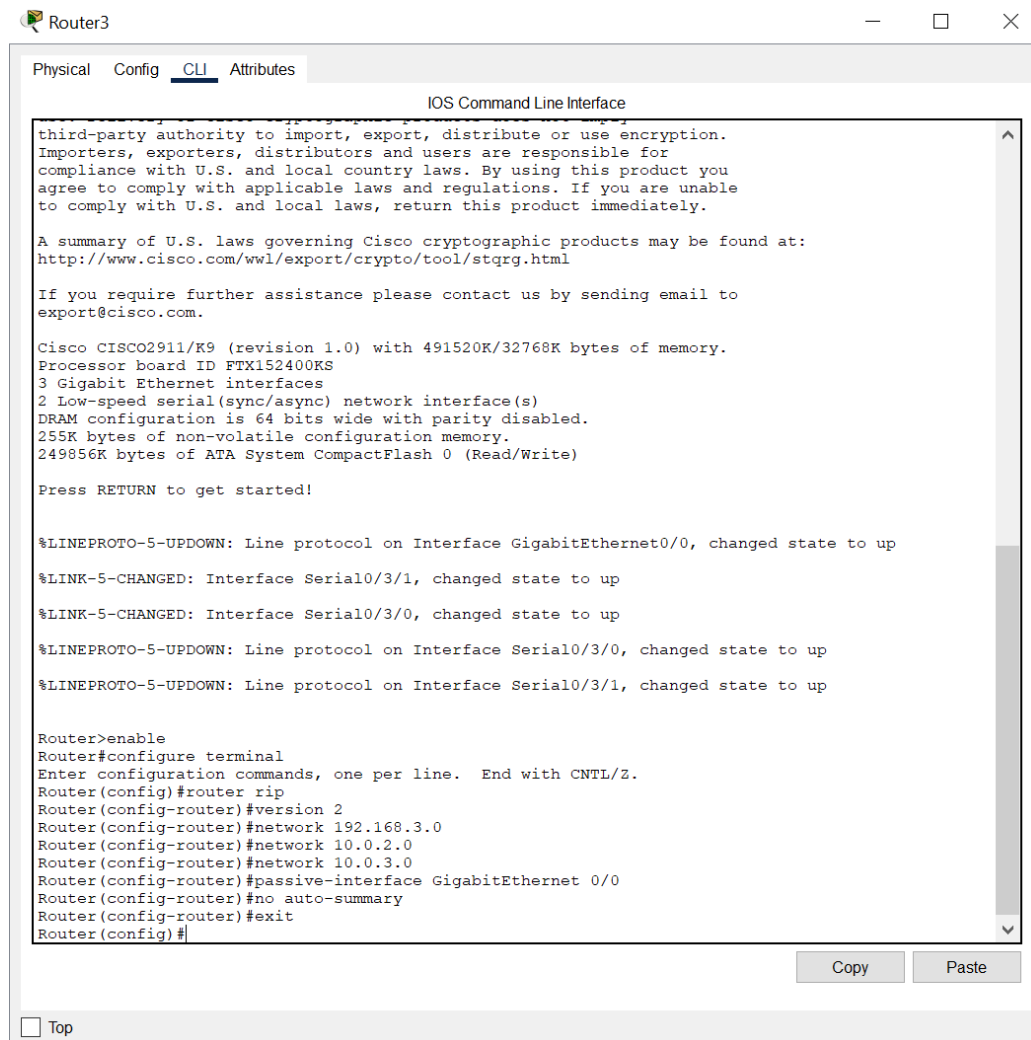 Router3
Physical Config CLI Attributes
IOS Command Line Interface
third-party authority to import, export, distribute or use encryption.
Importers, exporters, distributors and users are responsible for
compliance with U.S. and local country laws. By using this product you
agree to comply with applicable laws and regulations. If you are unable
to comply with U.S. and local laws, return this product immediately.
A summary of U.S. laws governing Cisco cryptographic products may be found at:
http://www.cisco.com/wwl/export/crypto/tool/stqrg.html
If you require further assistance please contact us by sending email to
export@cisco.com.
Cisco CISCO2911/K9 (revision 1.0) with 491520K/32768K bytes of memory.
Processor board ID FTX152400KS
3 Gigabit Ethernet interfaces
2 Low-speed serial(sync/async) network interface(s)
DRAM configuration is 64 bits wide with parity disabled.
255K bytes of non-volatile configuration memory.
249856K bytes of ATA System CompactFlash 0 (Read/Write)
Press RETURN to get started!
%LINEPROTO-5-UPDOWN: Line protocol on Interface GigabitEthernet0/0, changed state to up
%LINK-5-CHANGED: Interface Serial0/3/1, changed state to up
%LINK-5-CHANGED: Interface Serial0/3/0, changed state to up
%LINEPROTO-5-UPDOWN: Line protocol on Interface Serial0/3/0, changed state to up
%LINEPROTO-5-UPDOWN: Line protocol on Interface Serial0/3/1, changed state to up
Router>enable
Router#configure terminal
Enter configuration commands, one per line. End with CNTL/Z.
Router(config)#router rip
Router(config-router)#version 2
Router(config-router)#network 192.168.3.0
Router(config-router)#network 10.0.2.0
Router(config-router)#network 10.0.3.0
Router(config-router)#passive-interface GigabitEthernet 0/0
Router(config-router)#no auto-summary
Router(config-router)#exit
Router(config)#
Copy Paste
Top